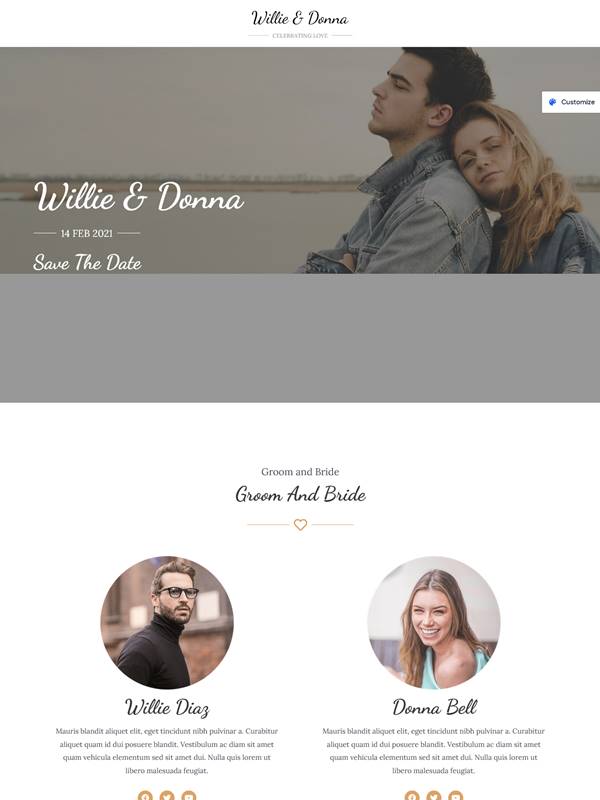 Willie & Donna
CELEBRATING LOVE
Customize
Willie & Donna
14 FEB 2021
Save The Date
Groom and Bride
Groom And Bride
Willie Diaz
Mauris blandit aliquet elit, eget tincidunt nibh pulvinar a. Curabitur
aliquet quam id dui posuere blandit. Vestibulum ac diam sit amet
quam vehicula elementum sed sit amet dui. Nulla quis lorem ut
libero malesuada feugiat.
Donna Bell
Mauris blandit aliquet elit, eget tincidunt nibh pulvinar a. Curabitur
aliquet quam id dui posuere blandit. Vestibulum ac diam sit amet
quam vehicula elementum sed sit amet dui. Nulla quis lorem ut
libero malesuada feugiat.